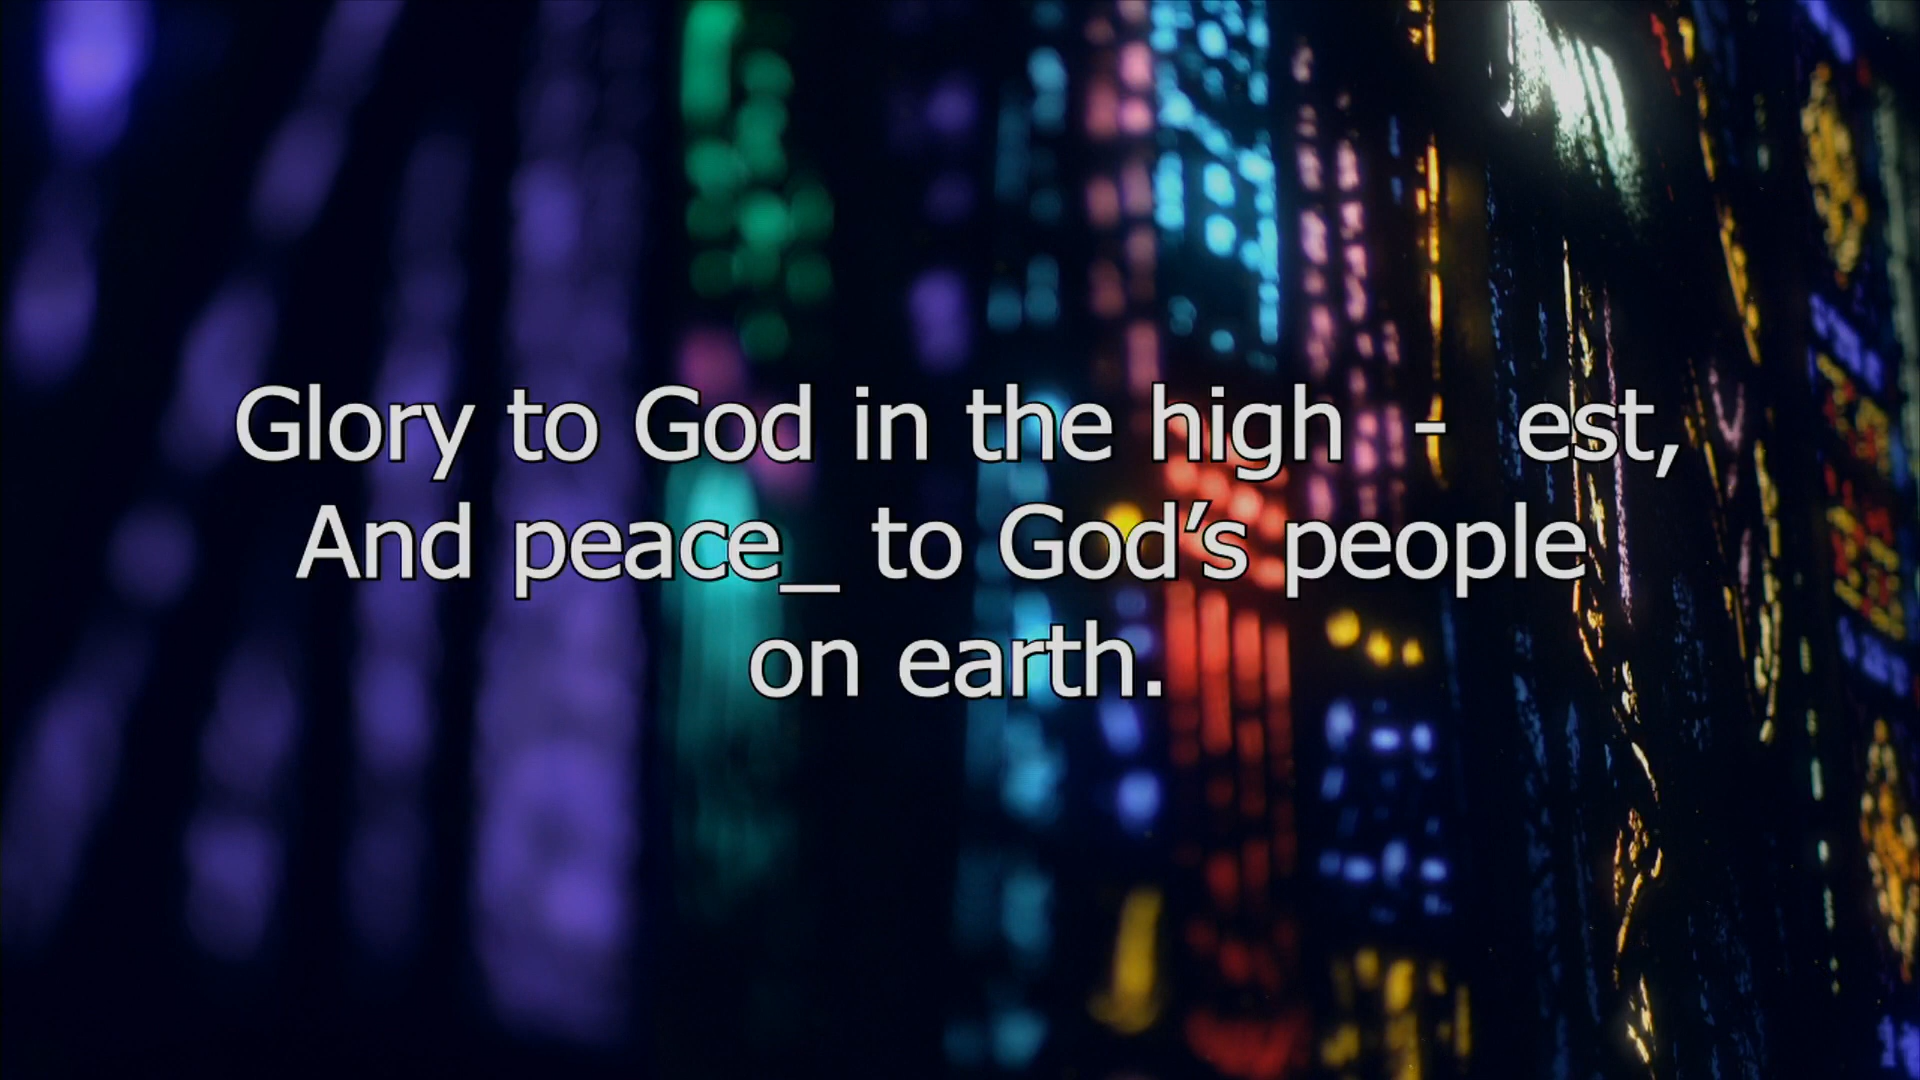 Glory to God in the high - est,
And peace_ to God’s people
on earth.